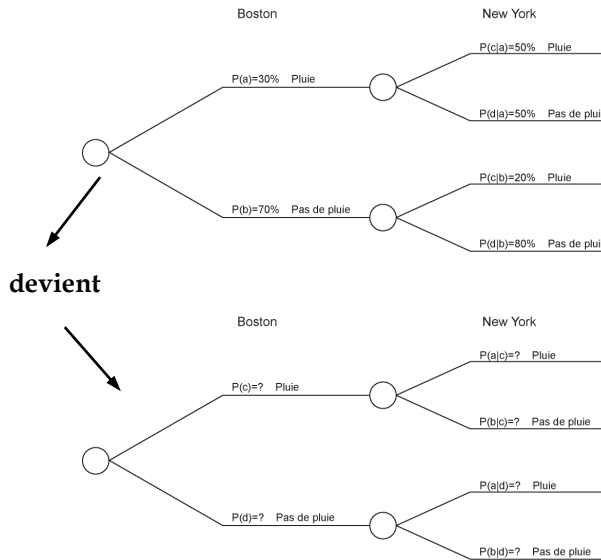 Boston New York
P(c|a)=50% Pluie
P(a)=30% Pluie
P(d|a)=50% Pas de pluie
P(c|b)=20% Pluie
P(b)=70% Pas de pluie
P(d|b)=80% Pas de pluie
devient
Boston New York
P(a|c)=? Pluie
P(c)=? Pluie
P(b|c)=? Pas de pluie
P(a|d)=? Pluie
P(d)=? Pas de pluie
P(b|d)=? Pas de pluie